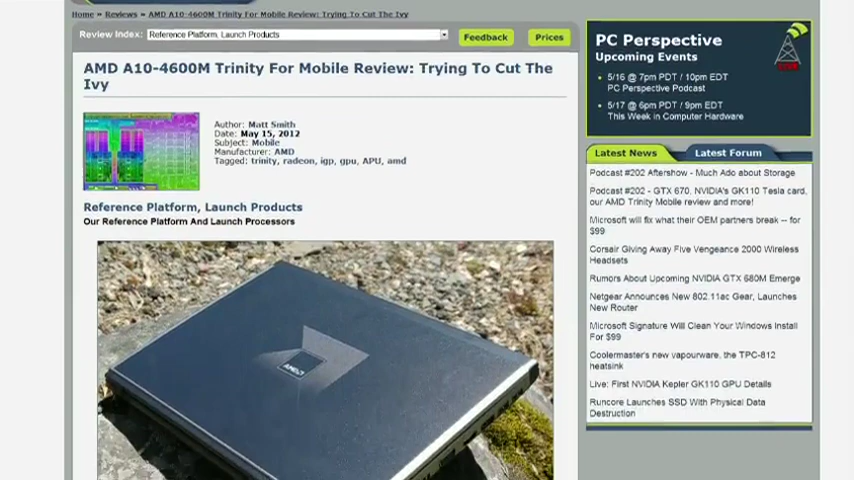 Home » Reviews » AMD A10-4600M Trinity For Mobile Review: Trying To Cut The Ivy
Review Index: Reference Platform, Launch Products
Feedback
Prices
AMD A10-4600M Trinity For Mobile Review: Trying To Cut The
Ivy
Author: Matt Smith
Date: May 15, 2012
Subject: Mobile
Manufacturer: AMD
Tagged: trinity, radeon, igp, gpu, APU, amd
Reference Platform, Launch Products
Our Reference Platform And Launch Processors
AMD
PC Perspective
Upcoming Events
5/16 @ 7pm PDT / 10pm EDT
PC Perspective Podcast
5/17 @ 6pm PDT / 9pm EDT
This Week in Computer Hardware
Latest News
Latest Forum
Podcast #202 Aftershow - Much Ado about Storage
Podcast #202 - GTX 670, NVIDIA's GK110 Tesla card,
our AMD Trinity Mobile review and more!
Microsoft will fix what their OEM partners break -- for
$99
Corsair Giving Away Five Vengeance 2000 Wireless
Headsets
Rumors About Upcoming NVIDIA GTX 680M Emerge
Netgear Announces New 802.11ac Gear, Launches
New Router
Microsoft Signature Will Clean Your Windows Install
For $99
Coolermaster's new vapourware, the TPC-812
heatsink
Live: First NVIDIA Kepler GK110 GPU Details
Runcore Launches SSD With Physical Data
Destruction